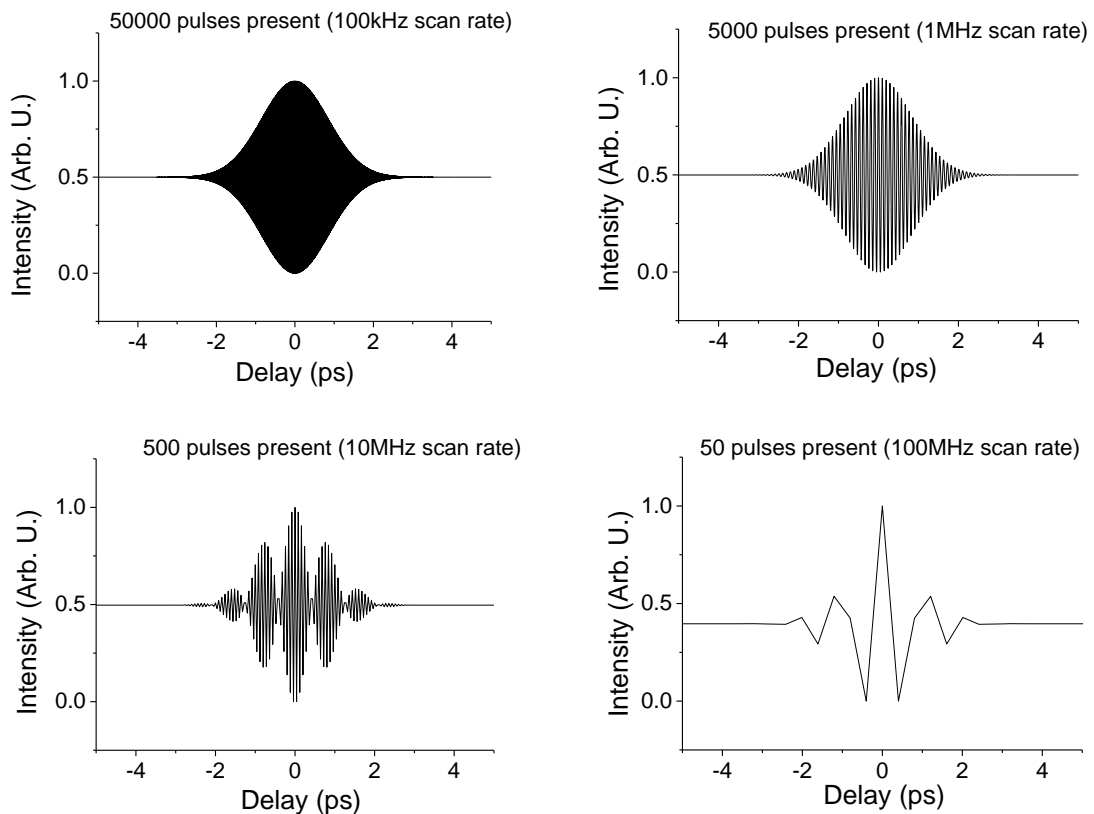 50000 pulses present (100kHz scan rate)
1.0
0.5
0.0
Intensity (Arb. U.)
-4 -2 0 2 4
Delay (ps)
5000 pulses present (1MHz scan rate)
1.0
0.5
0.0
Intensity (Arb. U.)
-4 -2 0 2 4
Delay (ps)
500 pulses present (10MHz scan rate)
1.0
0.5
0.0
Intensity (Arb. U.)
-4 -2 0 2 4
Delay (ps)
50 pulses present (100MHz scan rate)
1.0
0.5
0.0
Intensity (Arb. U.)
-4 -2 0 2 4
Delay (ps)